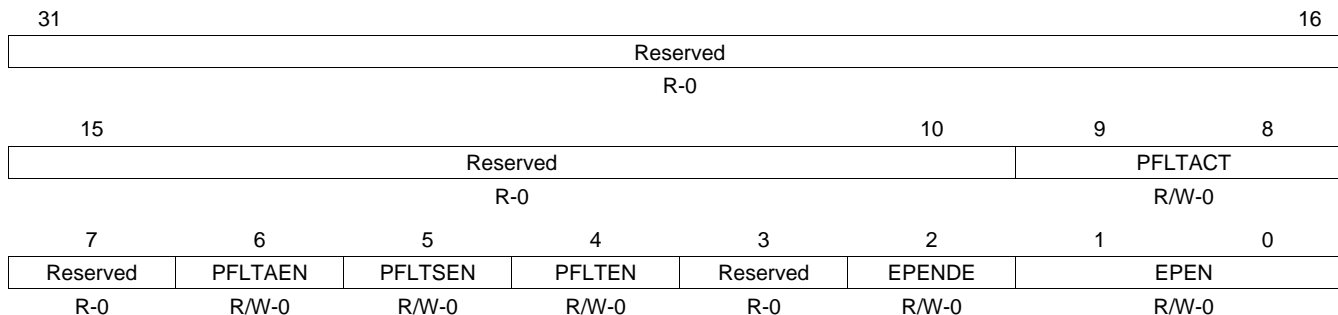 31 16
Reserved
R-0
15 10 9 8
Reserved PFLTACT
R-0 R/W-0
7 6 5 4 3 2 1 0
Reserved PFLTAEN PFLTSEN PFLTEN Reserved EPENDE EPEN
R-0 R/W-0 R/W-0 R/W-0 R-0 R/W-0 R/W-0